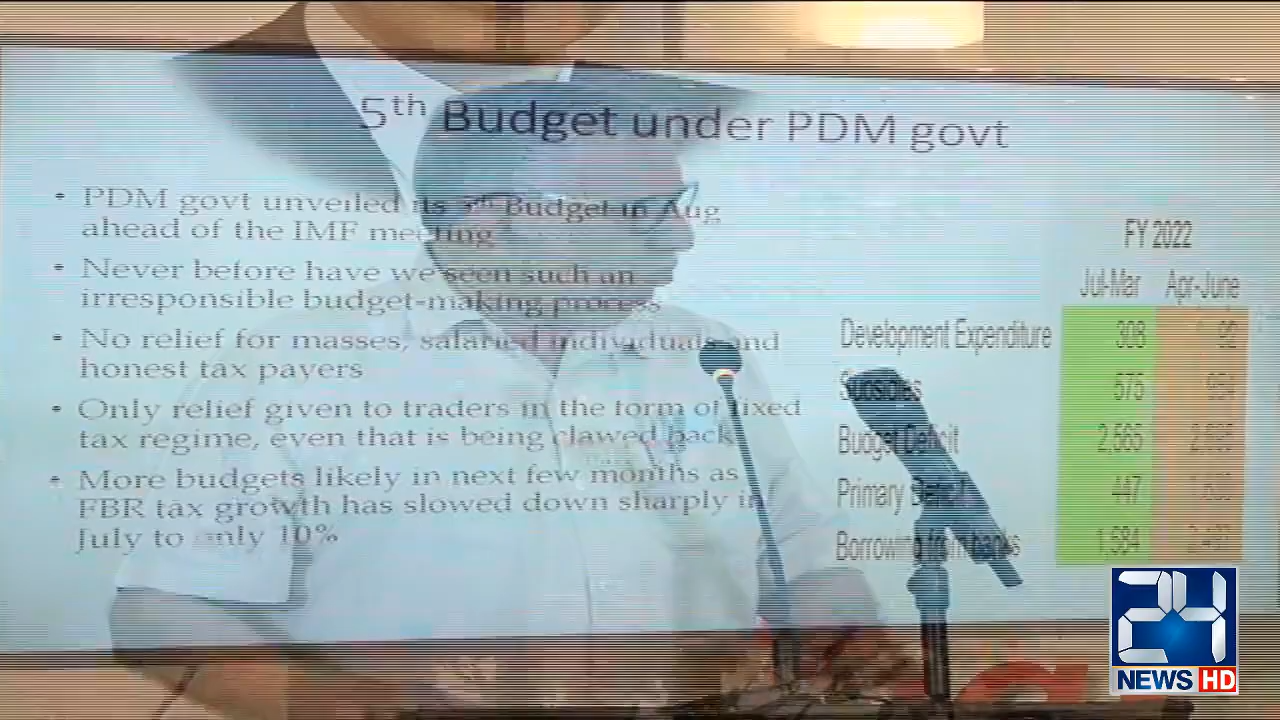 5th Budget under PDM govt
• PDM govt unveiled its 5th Budget in Aug
ahead of the IMF meeting
• Never before have we seen such an
irresponsible budget-making process
• No relief for masses, salaried individuals and
honest tax payers
• Only relief given to traders in the form of fixed
tax regime, even that is being clawed back
• More budgets likely in next few months as
FBR tax growth has slowed down sharply in
July to only 10%
FY 2022
Jul-Mar Apr-June
Development Expenditure 308 92
Subsidies 575
Budget Deficit 2,565
Primary Deficit 447
Borrowing from banks 1,584
24
NEWS HD